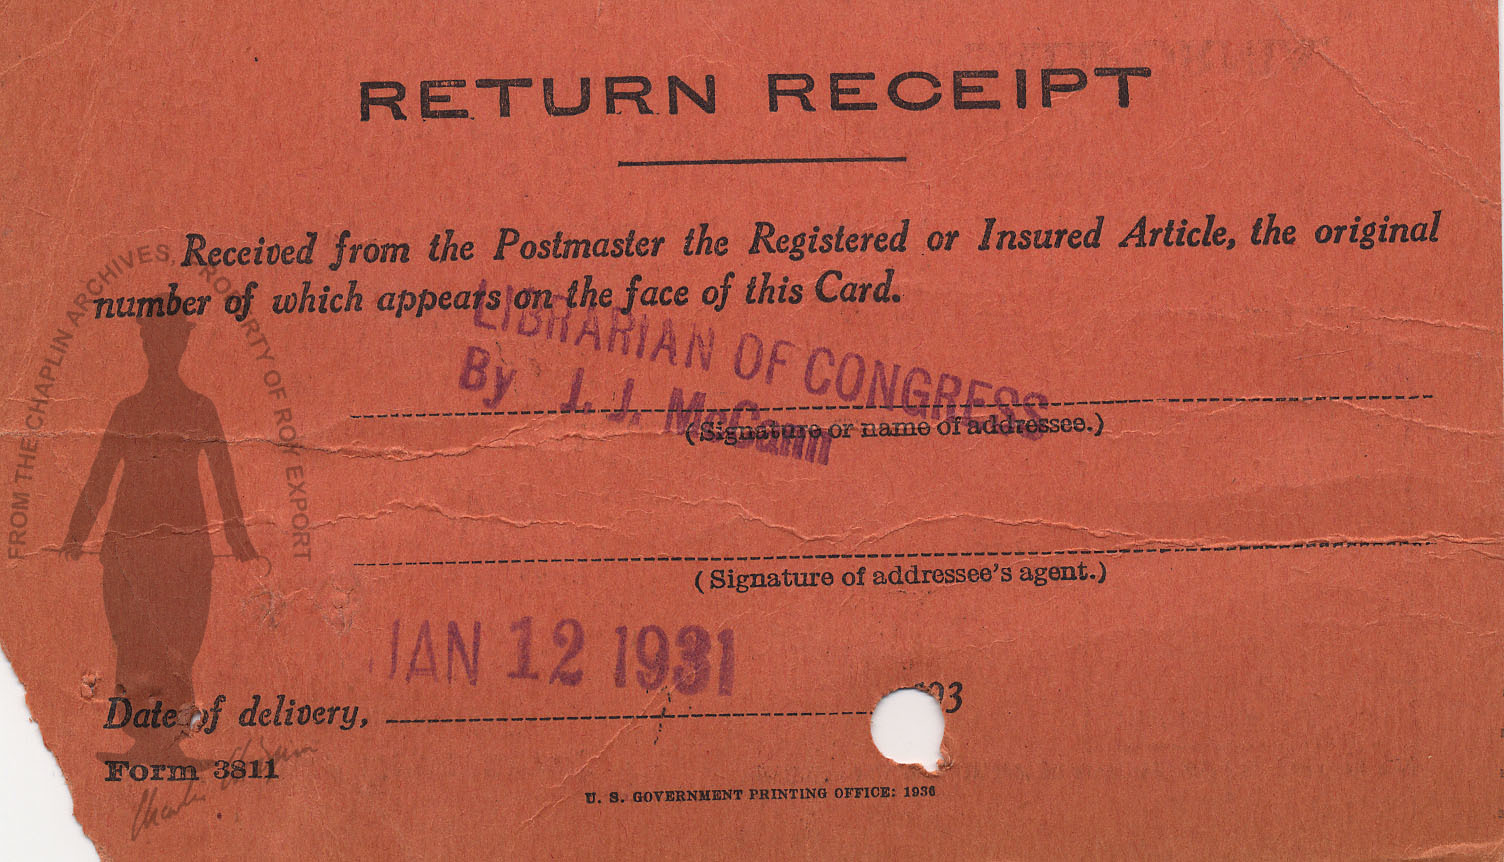 RETURN RECEIPT
Received from the Postmaster the Registered or Insured Article, the original
number of which appears on the face of this Card.
LIBRARIAN OF CONGRESS
By J. J. McCann
(Signature or name of addressee.)
(Signature of addressee's agent.)
JAN 12 1931
Date of delivery, 193
Form 3811
U. S. GOVERNMENT PRINTING OFFICE: 1930
FROM THE CHAPLIN ARCHIVES, PROPERTY OF ROY EXPORT